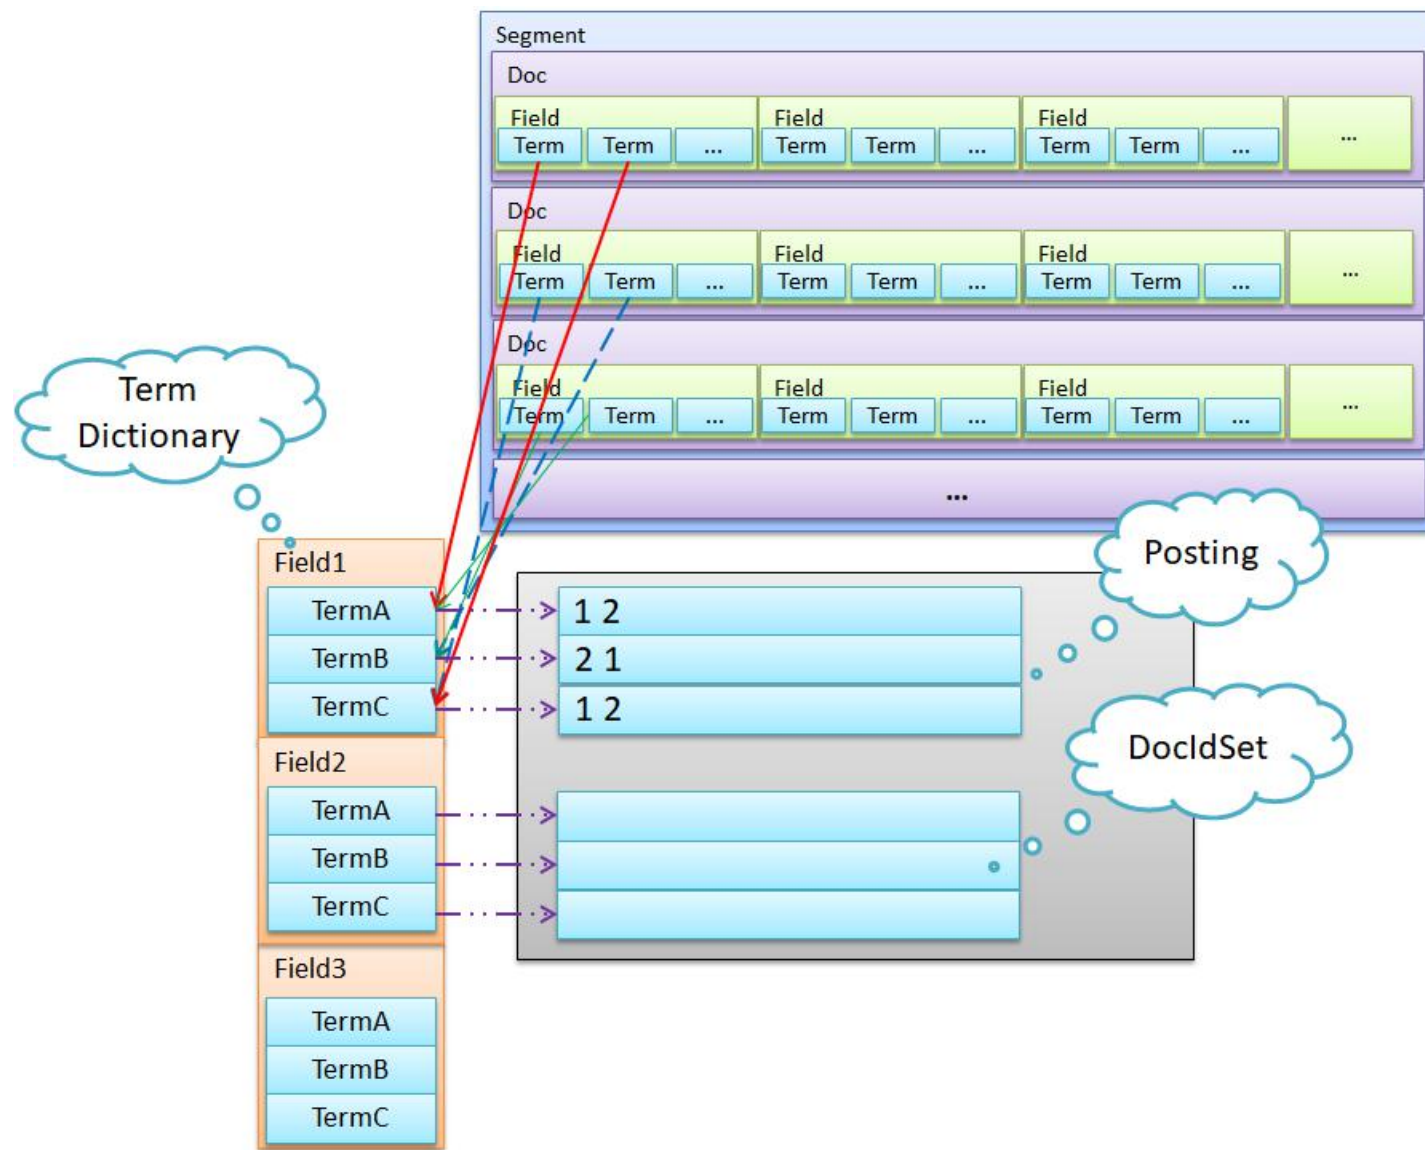 Segment
Doc
Field Field Field
Term Term ... Term Term ... Term Term ... ...
Doc
Field Field Field
Term Term ... Term Term ... Term Term ... ...
Doc
Field Field Field
Term Term ... Term Term ... Term Term ... ...
...
Term
Dictionary
Posting
DocIdSet
Field1
TermA 1 2
TermB 2 1
TermC 1 2
Field2
TermA
TermB
TermC
Field3
TermA
TermB
TermC